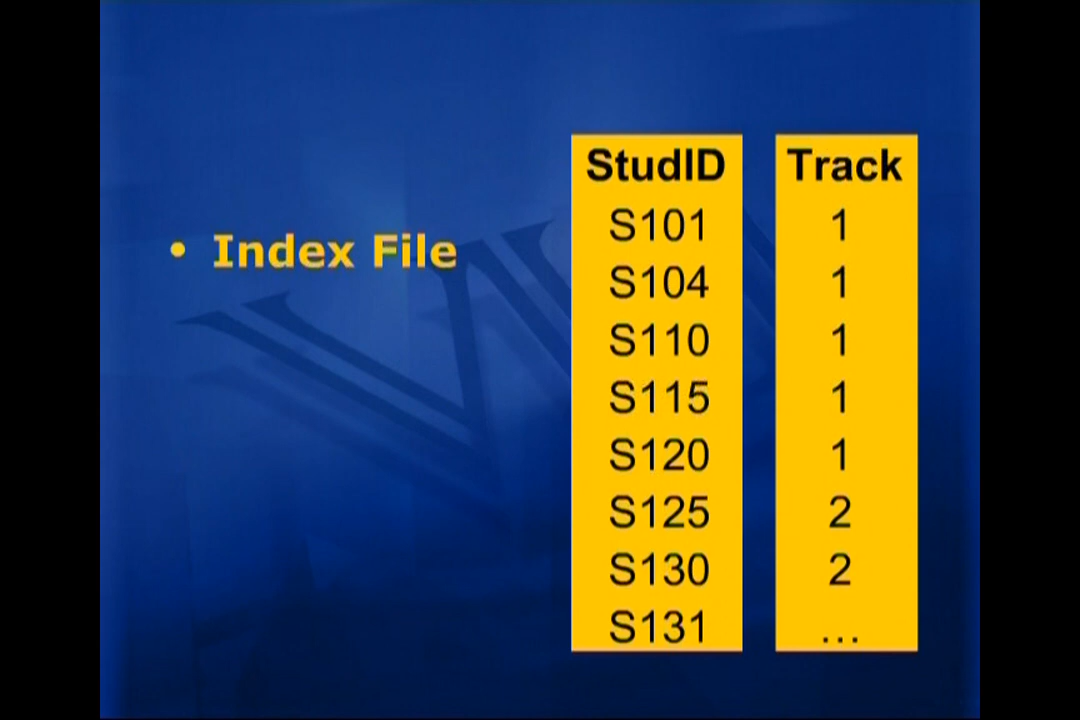 • Index File
StudID Track
S101 1
S104 1
S110 1
S115 1
S120 1
S125 2
S130 2
S131 ...